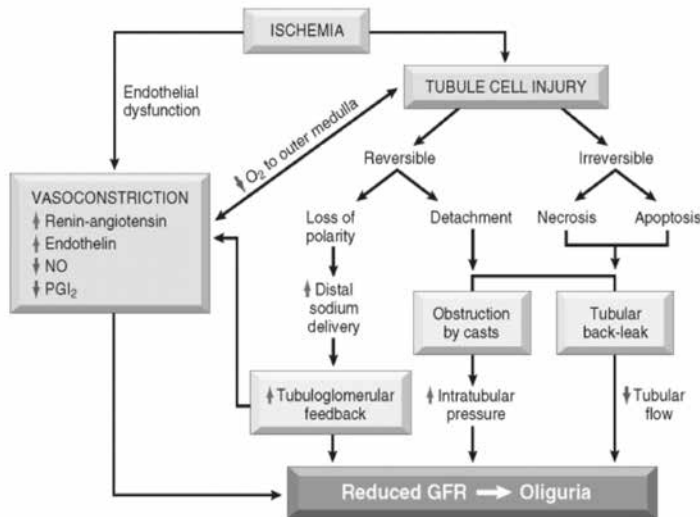 ISCHEMIA
Endothelial
dysfunction
TUBULE CELL INJURY
↓ O₂ to outer medulla
Reversible
Irreversible
VASOCONSTRICTION
↑ Renin-angiotensin
↑ Endothelin
↓ NO
↓ PGI₂
Loss of
polarity
Detachment
Necrosis
Apoptosis
↑ Distal
sodium
delivery
Obstruction
by casts
Tubular
back-leak
↑ Tubuloglomerular
feedback
↑ Intratubular
pressure
↓ Tubular
flow
Reduced GFR → Oliguria